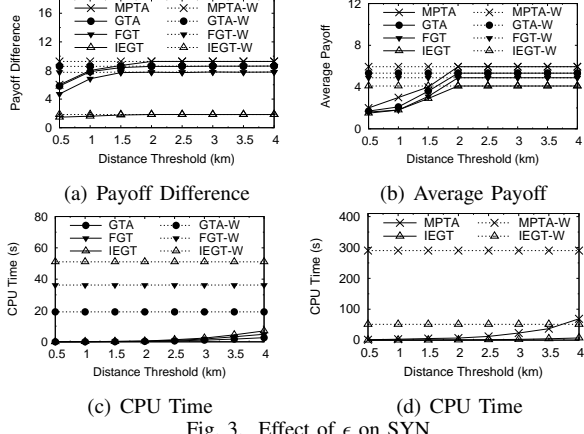 MPTA MPTA-W
GTA GTA-W
FGT FGT-W
IEGT IEGT-W
Payoff Difference
16
12
8
4
0
0.5 1 1.5 2 2.5 3 3.5 4
Distance Threshold (km)
(a) Payoff Difference
MPTA MPTA-W
GTA GTA-W
FGT FGT-W
IEGT IEGT-W
Average Payoff
12
8
4
0
0.5 1 1.5 2 2.5 3 3.5 4
Distance Threshold (km)
(b) Average Payoff
GTA GTA-W
FGT FGT-W
IEGT IEGT-W
CPU Time (s)
80
60
40
20
0
0.5 1 1.5 2 2.5 3 3.5 4
Distance Threshold (km)
(c) CPU Time
MPTA MPTA-W
IEGT IEGT-W
CPU Time (s)
400
300
200
100
0
0.5 1 1.5 2 2.5 3 3.5 4
Distance Threshold (km)
(d) CPU Time
Fig. 3. Effect of ϵ on SYN